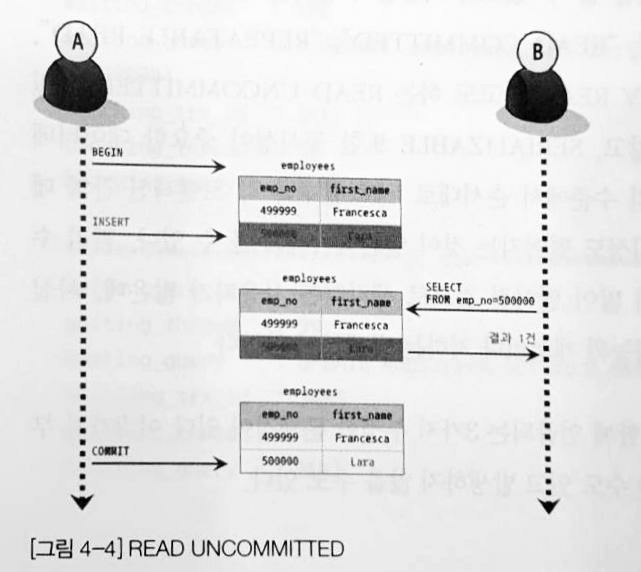 A
B
BEGIN
employees
emp_no first_name
499999 Francesca
INSERT
500000 Lara
employees
emp_no first_name
499999 Francesca
500000 Lara
SELECT
FROM emp_no=500000
결과 1건
employees
emp_no first_name
499999 Francesca
500000 Lara
COMMIT
[그림 4-4] READ UNCOMMITTED